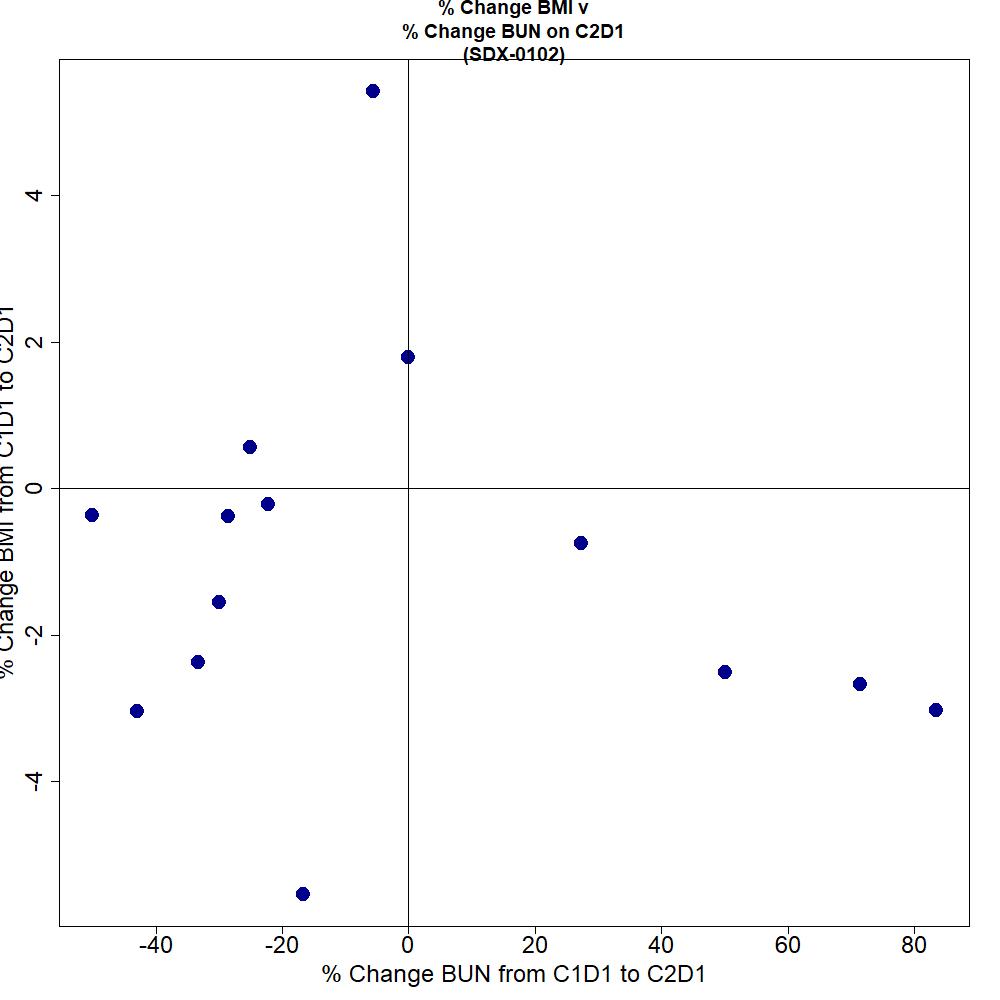 % Change BMI v
% Change BUN on C2D1
(SDX-0102)
% Change BMI from C1D1 to C2D1
4
2
0
-2
-4
-40
-20
0
20
40
60
80
% Change BUN from C1D1 to C2D1